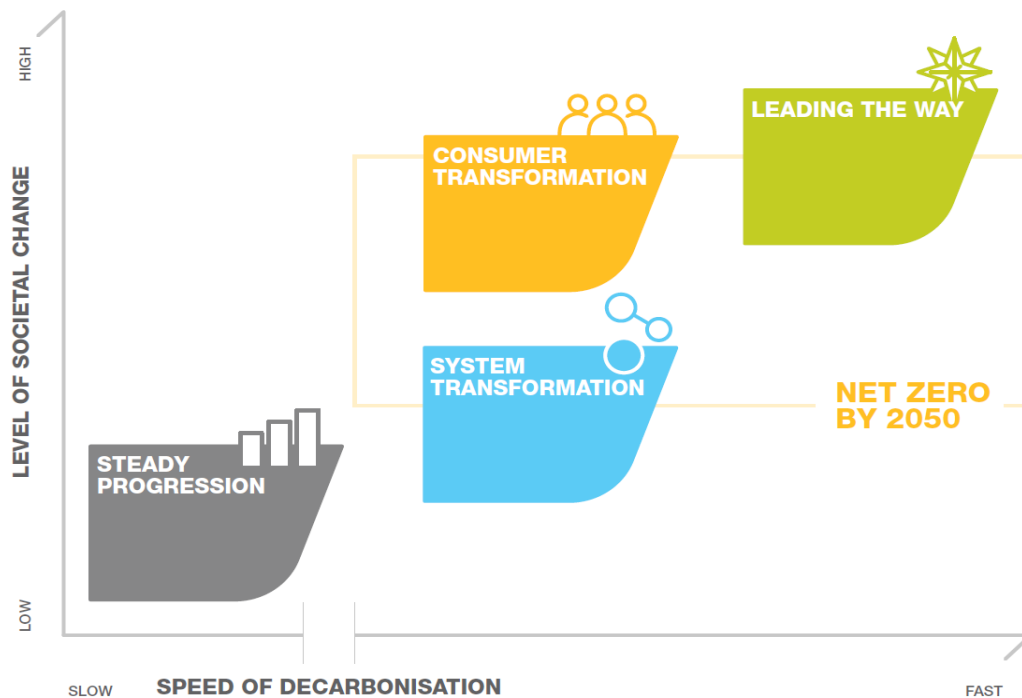 HIGH
LEVEL OF SOCIETAL CHANGE
LOW
LEADING THE WAY
CONSUMER
TRANSFORMATION
SYSTEM
TRANSFORMATION
NET ZERO
BY 2050
STEADY
PROGRESSION
SLOW
SPEED OF DECARBONISATION
FAST